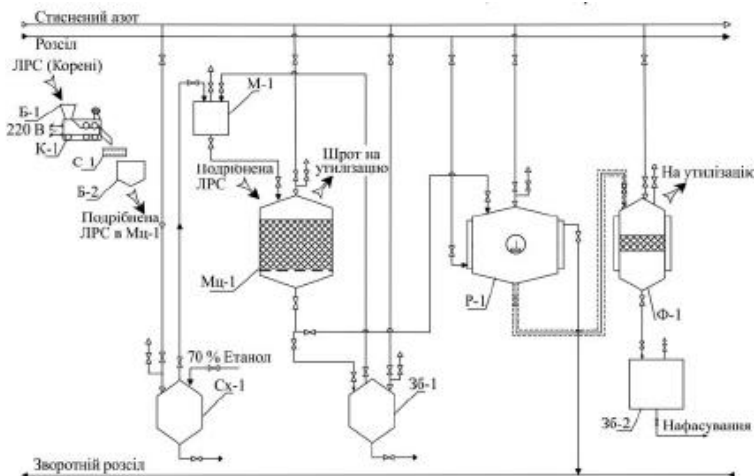 Стиснений азот
Розсіл
ЛРС (Корені)
Б-1
220 В
К-1
С 1
Б-2
Подрібнена
ЛРС в Мц-1
М-1
Подрібнена
ЛРС
Шрот на
утилізацію
Мц-1
На утилізацік
Р-1
Ф-1
70 % Етанол
Сх-1
Зб-1
Зб-2
Нафасування
Зворотній розсіл